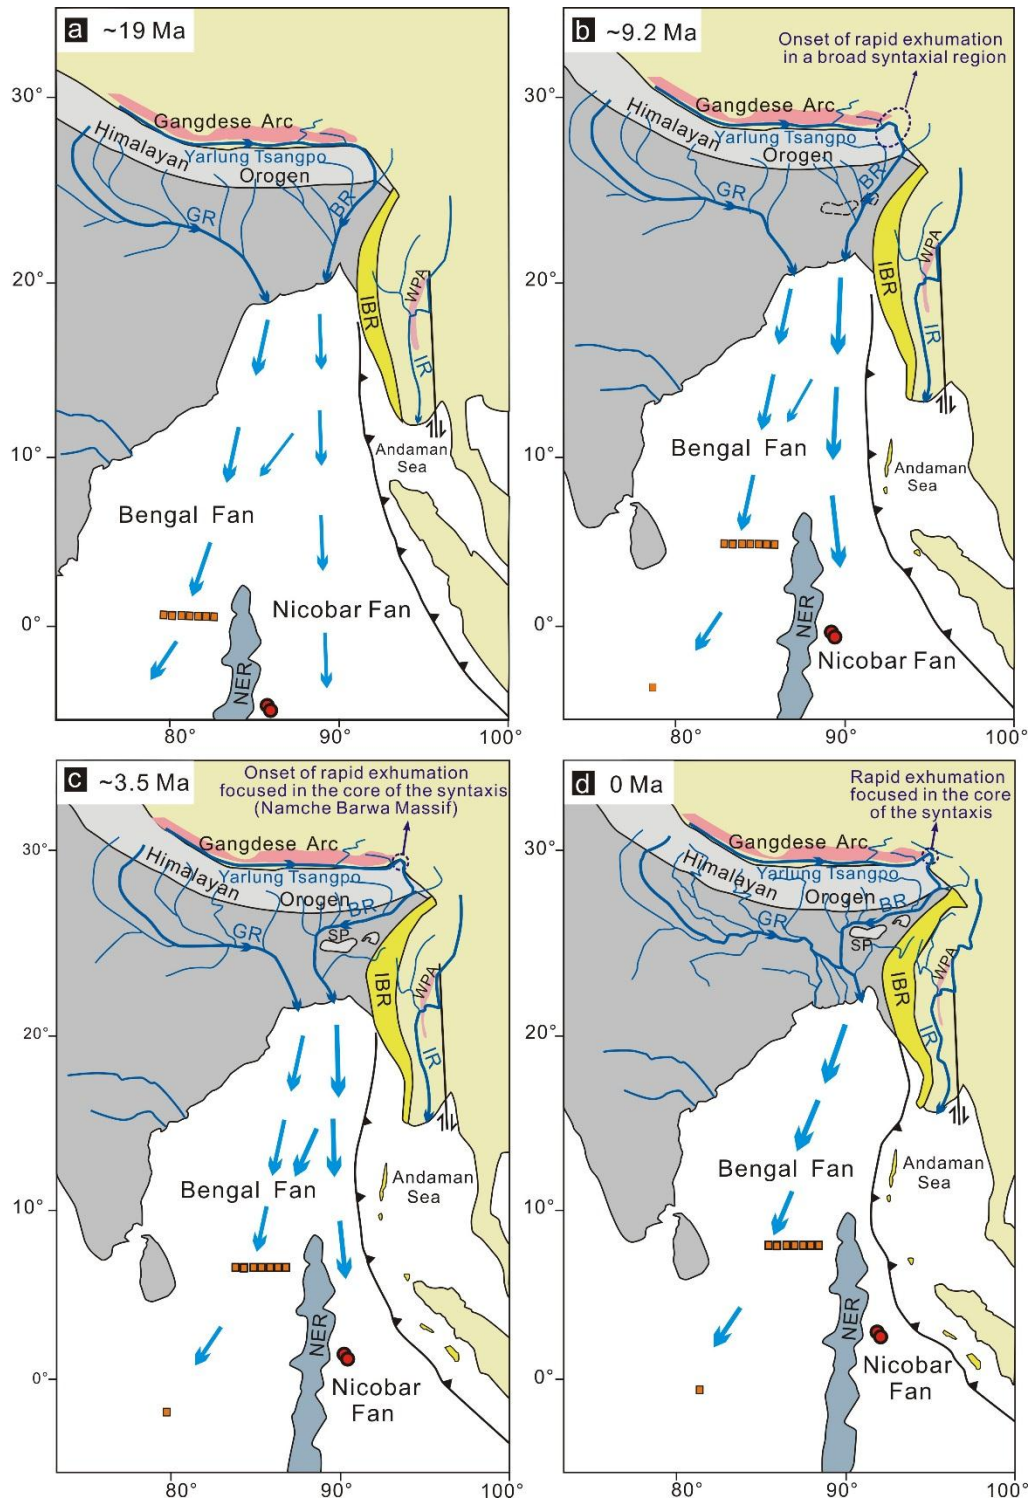 a ~19 Ma
30°
20°
10°
0°
Gangdese Arc
Himalayan
Yarlung Tsangpo
Orogen
GR
BR
IBR
WPA
IR
Andaman
Sea
Bengal Fan
Nicobar Fan
NER
80°
90°
100°
b ~9.2 Ma
Onset of rapid exhumation
in a broad syntaxial region
30°
20°
10°
0°
Gangdese Arc
Himalayan
Yarlung Tsangpo
Orogen
GR
BR
IBR
WPA
IR
Bengal Fan
Andaman
Sea
NER
Nicobar Fan
80°
90°
100°
c ~3.5 Ma
Onset of rapid exhumation
focused in the core of the syntaxis
(Namche Barwa Massif)
30°
20°
10°
0°
Gangdese Arc
Himalayan
Yarlung Tsangpo
Orogen
GR
BR
SP
IBR
WPA
IR
Bengal Fan
Andaman
Sea
NER
Nicobar
Fan
80°
90°
100°
d 0 Ma
Rapid exhumation
focused in the core
of the syntaxis
30°
20°
10°
0°
Gangdese Arc
Himalayan
Yarlung Tsangpo
Orogen
GR
BR
SP
IBR
WPA
IR
Bengal Fan
Andaman
Sea
NER
Nicobar
Fan
80°
90°
100°